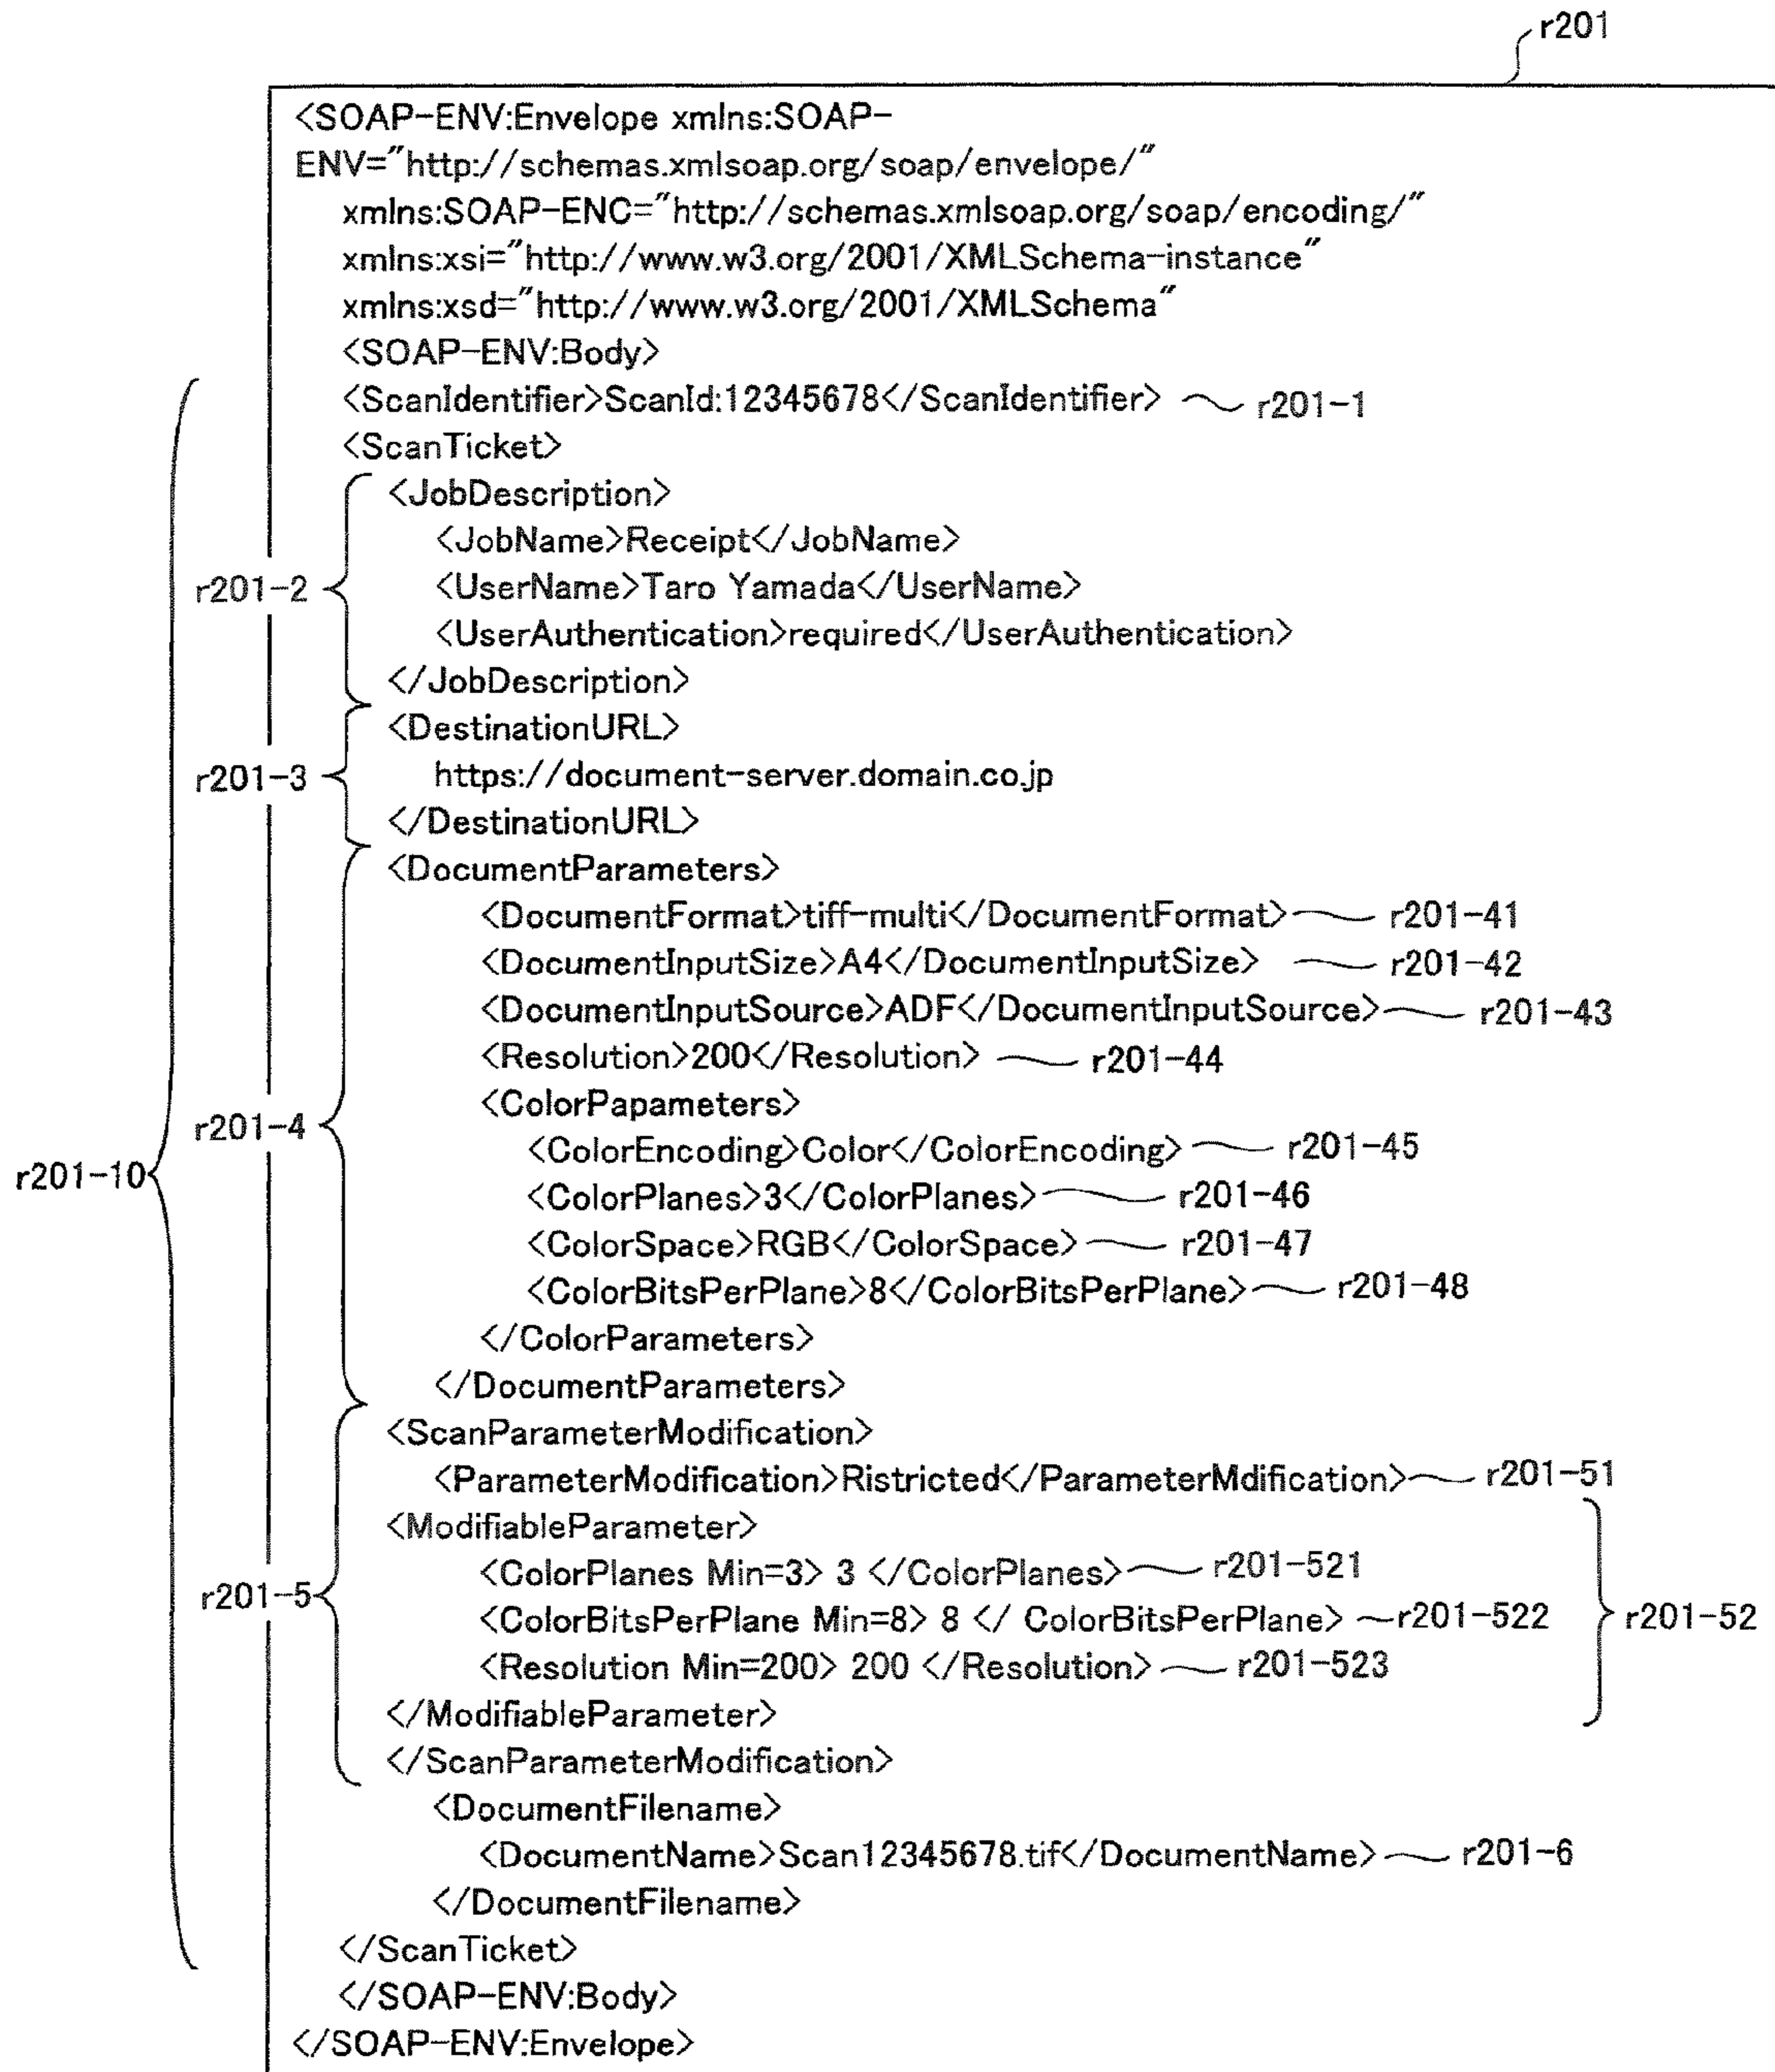 r201
<SOAP-ENV:Envelope xmlns:SOAP-
ENV="http://schemas.xmlsoap.org/soap/envelope/"
xmlns:SOAP-ENC="http://schemas.xmlsoap.org/soap/encoding/"
xmlns:xsi="http://www.w3.org/2001/XMLSchema-instance"
xmlns:xsd="http://www.w3.org/2001/XMLSchema"
<SOAP-ENV:Body>
<ScanIdentifier>ScanId:12345678</ScanIdentifier> r201-1
<ScanTicket>
<JobDescription>
<JobName>Receipt</JobName>
r201-2 <UserName>Taro Yamada</UserName>
<UserAuthentication>required</UserAuthentication>
</JobDescription>
<DestinationURL>
r201-3 https://document-server.domain.co.jp
</DestinationURL>
<DocumentParameters>
<DocumentFormat>tiff-multi</DocumentFormat> r201-41
<DocumentInputSize>A4</DocumentInputSize> r201-42
<DocumentInputSource>ADF</DocumentInputSource> r201-43
<Resolution>200</Resolution> r201-44
<ColorPapameters>
r201-4 <ColorEncoding>Color</ColorEncoding> r201-45
r201-10 <ColorPlanes>3</ColorPlanes> r201-46
<ColorSpace>RGB</ColorSpace> r201-47
<ColorBitsPerPlane>8</ColorBitsPerPlane> r201-48
</ColorParameters>
</DocumentParameters>
<ScanParameterModification>
<ParameterModification>Ristricted</ParameterMdification> r201-51
<ModifiableParameter>
<ColorPlanes Min=3> 3 </ColorPlanes> r201-521
r201-5 <ColorBitsPerPlane Min=8> 8 </ ColorBitsPerPlane> r201-522 r201-52
<Resolution Min=200> 200 </Resolution> r201-523
</ModifiableParameter>
</ScanParameterModification>
<DocumentFilename>
<DocumentName>Scan12345678.tif</DocumentName> r201-6
</DocumentFilename>
</ScanTicket>
</SOAP-ENV:Body>
</SOAP-ENV:Envelope>